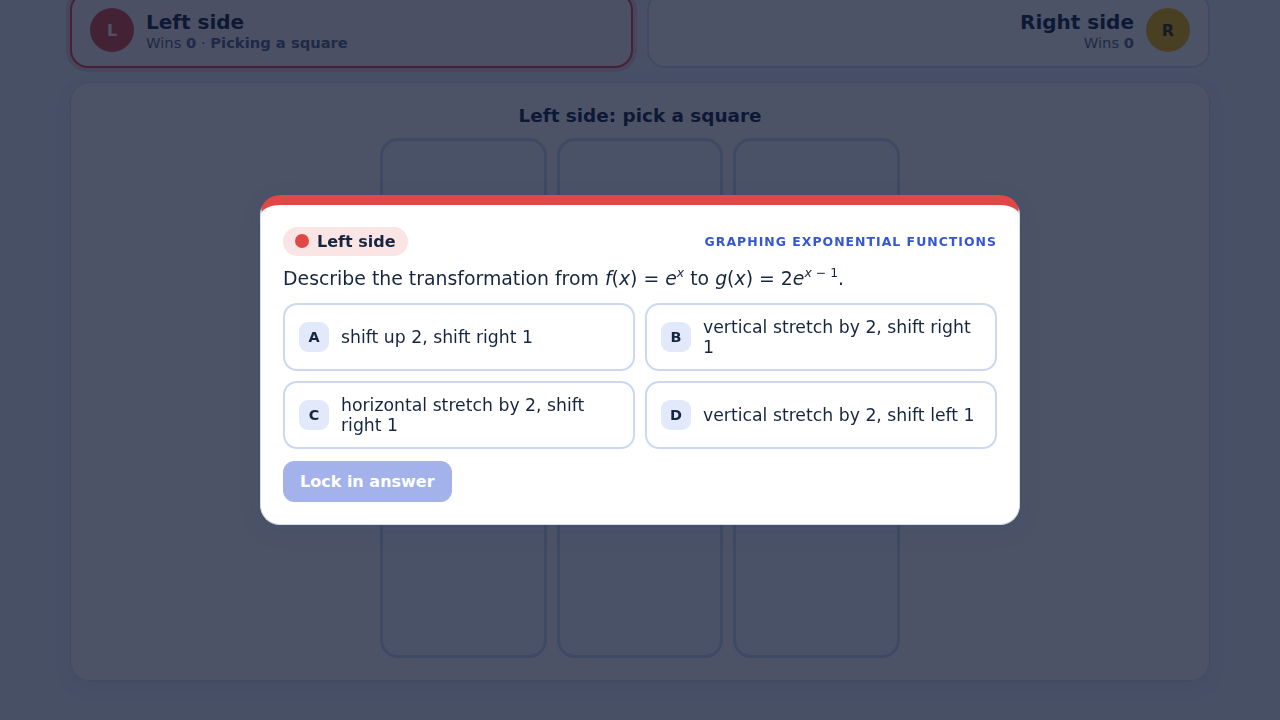 L
Left side
Wins 0 · Picking a square
Right side
Wins 0
R
Left side: pick a square
Left side
GRAPHING EXPONENTIAL FUNCTIONS
Describe the transformation from f(x) = e^x to g(x) = 2e^{x − 1}.
A
shift up 2, shift right 1
B
vertical stretch by 2, shift right
1
C
horizontal stretch by 2, shift
right 1
D
vertical stretch by 2, shift left 1
Lock in answer